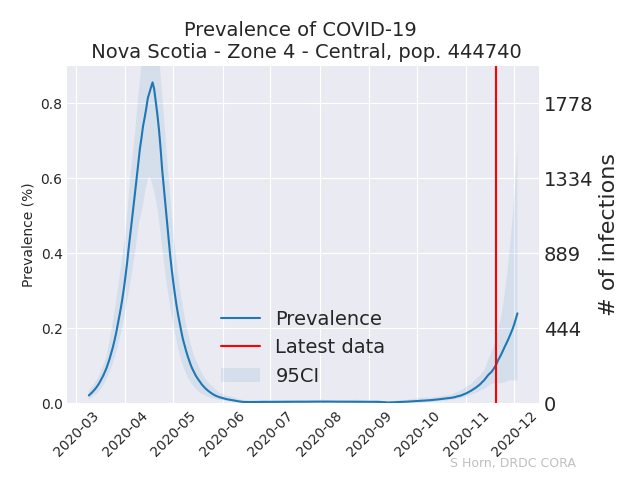 Prevalence of COVID-19
Nova Scotia - Zone 4 - Central, pop. 444740
Prevalence (%)
0.8
0.6
0.4
0.2
0.0
1778
1334
889
444
0
# of infections
Prevalence
Latest data
95CI
2020-03
2020-04
2020-05
2020-06
2020-07
2020-08
2020-09
2020-10
2020-11
2020-12
S Horn, DRDC CORA